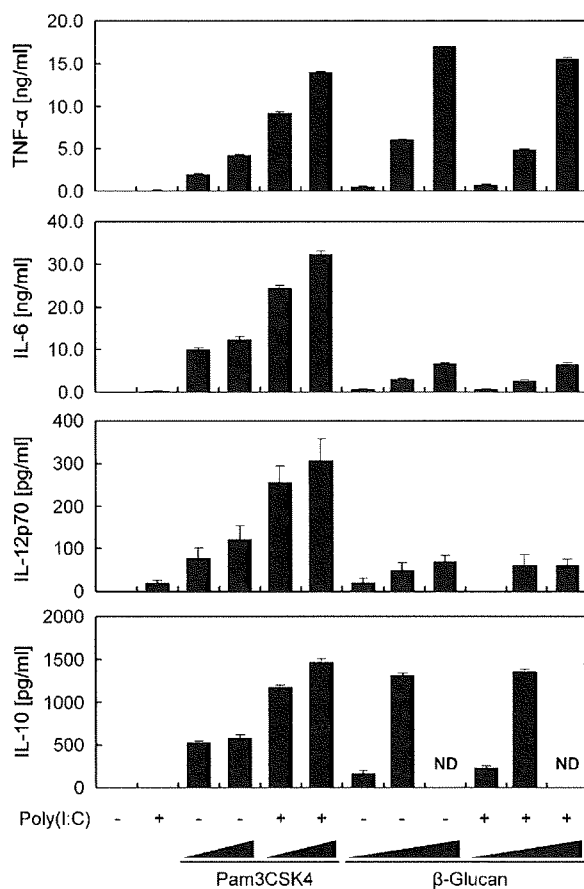 20.0
15.0
10.0
5.0
0.0
TNF-α [ng/ml]
40.0
30.0
20.0
10.0
0.0
IL-6 [ng/ml]
400
300
200
100
0
IL-12p70 [pg/ml]
2000
1500
1000
500
0
IL-10 [pg/ml]
ND ND
Poly(I:C) - + - - + + - - - + + +
Pam3CSK4 β-Glucan